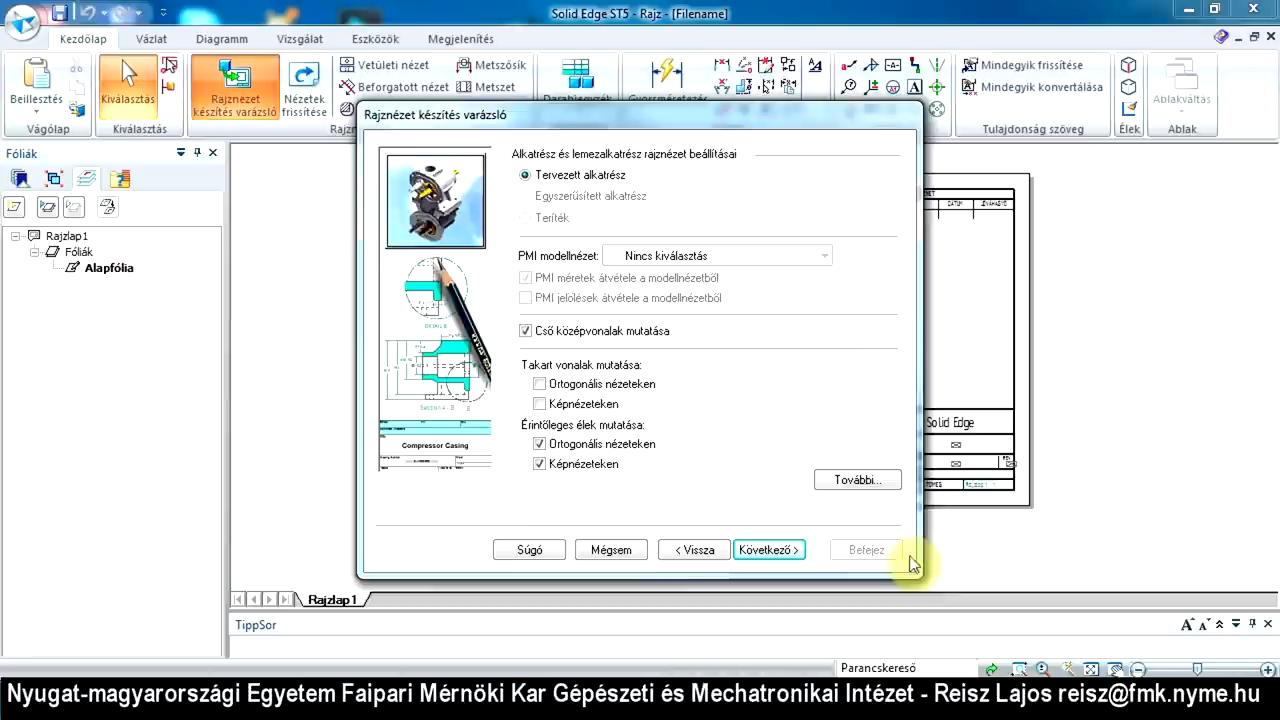 Solid Edge ST5 - Rajz - [Filename]
Kezdőlap Vázlat Diagramm Vizsgálat Eszközök Megjelenítés
Beillesztés
Vágólap
Kiválasztás
Kiválasztás
Rajznézet
készítés varázsló
Nézetek
frissítése
Vetületi nézet
Beforgatott nézet
Metszősík
Metszet
Mindegyik frissítése
Mindegyik konvertálása
Tulajdonság szöveg
Élek
Ablakváltás
Ablak
Fóliák
Rajzlap1
Fóliák
Alapfólia
Rajznézet készítés varázsló
Alkatrész és lemezalkatrész rajznézet beállításai
Tervezett alkatrész
Egyszerűsített alkatrész
Teríték
PMI modellnézet: Nincs kiválasztás
PMI méretek átvétele a modellnézetből
PMI jelölések átvétele a modellnézetből
Cső középvonalak mutatása
Takart vonalak mutatása:
Ortogonális nézeteken
Képnézeteken
Érintőleges élek mutatása:
Ortogonális nézeteken
Képnézeteken
További...
Compressor Casing
Súgó Mégsem < Vissza Következő > Befejez
DÁTUM
Solid Edge
Rajzlap1
TippSor
Parancskereső
Nyugat-magyarországi Egyetem Faipari Mérnöki Kar Gépészeti és Mechatronikai Intézet - Reisz Lajos reisz@fmk.nyme.hu